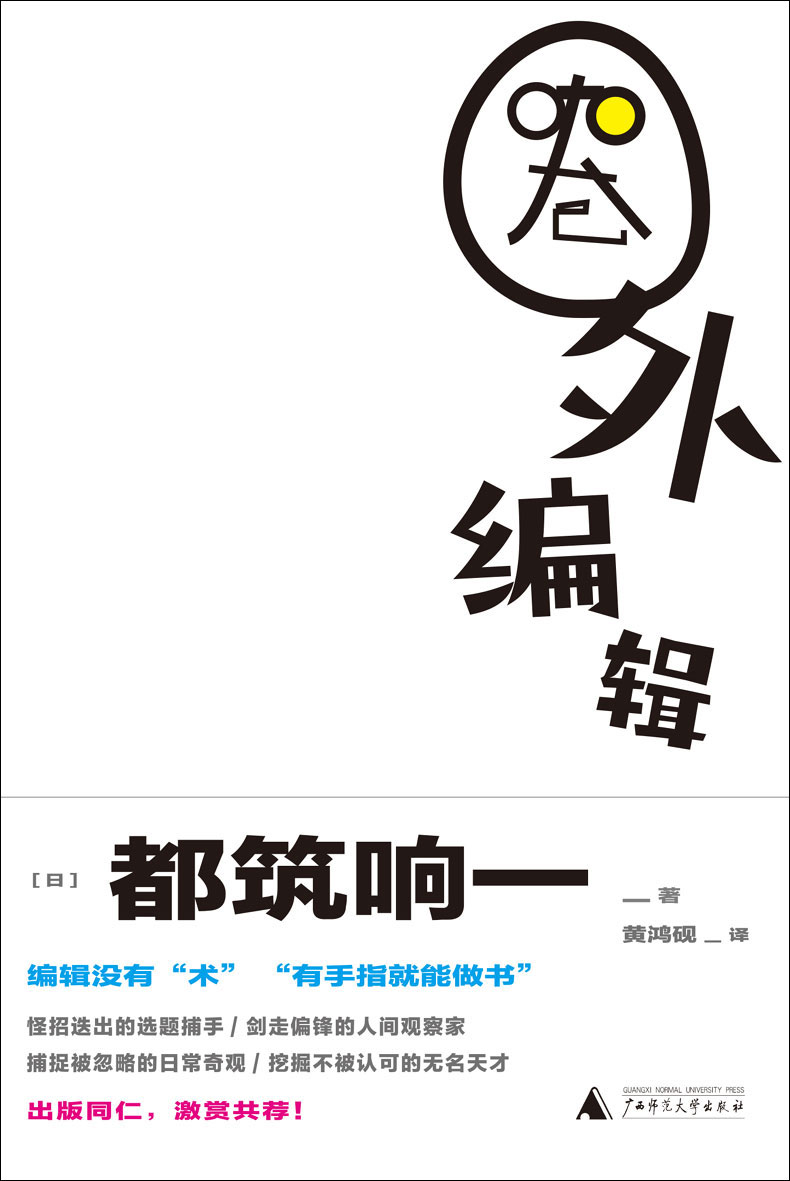 圈外编辑
[日] 都筑响一 _ 著
黄鸿砚 _ 译
编辑没有“术” “有手指就能做书”
怪招迭出的选题捕手 / 剑走偏锋的人间观察家
捕捉被忽略的日常奇观 / 挖掘不被认可的无名天才
出版同仁，激赏共荐！
GUANGXI NORMAL UNIVERSITY PRESS
广西师范大学出版社